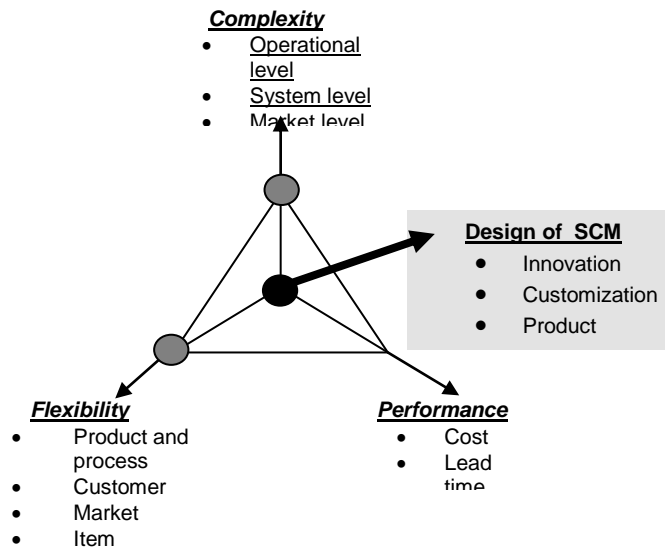 Complexity
• Operational
level
• System level
• Market level
Design of SCM
• Innovation
• Customization
• Product
Flexibility
• Product and
process
• Customer
• Market
• Item
Performance
• Cost
• Lead
time